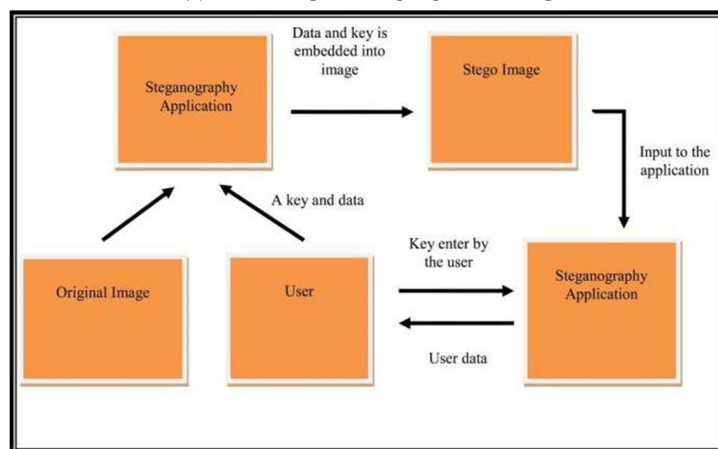 Data and key is
embedded into
image
Steganography
Application
Stego Image
Input to the
application
A key and data
Key enter by
the user
Original Image
User
Steganography
Application
User data